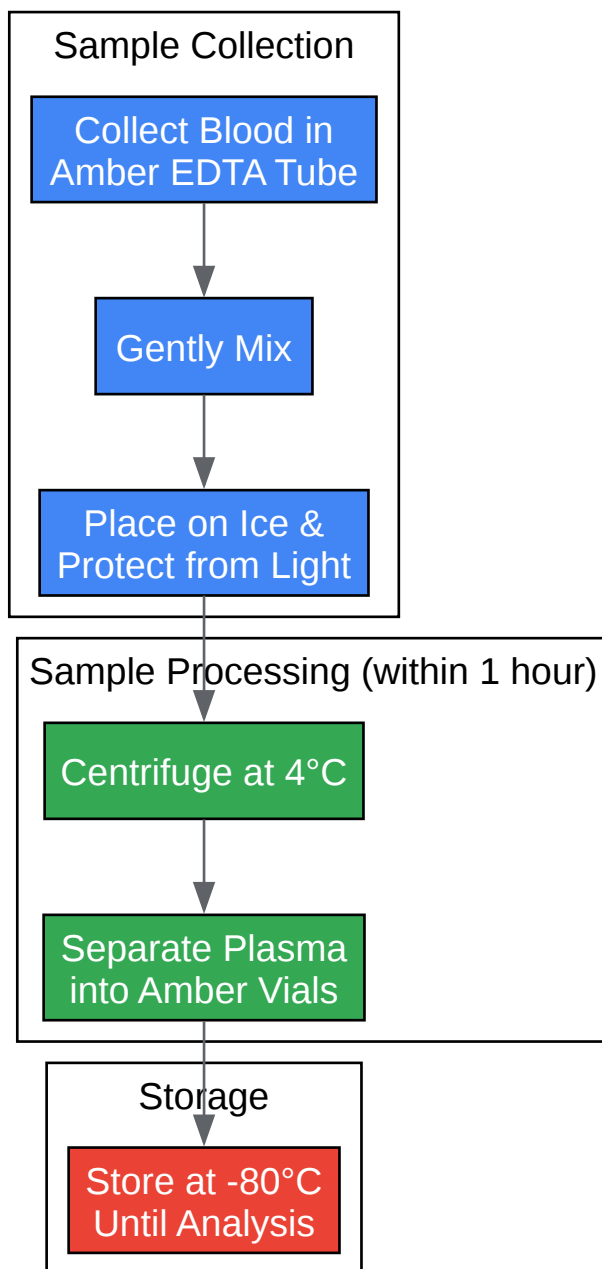 Sample Collection
Collect Blood in
Amber EDTA Tube
Gently Mix
Place on Ice &
Protect from Light
Sample Processing (within 1 hour)
Centrifuge at 4°C
Separate Plasma
into Amber Vials
Storage
Store at -80°C
Until Analysis